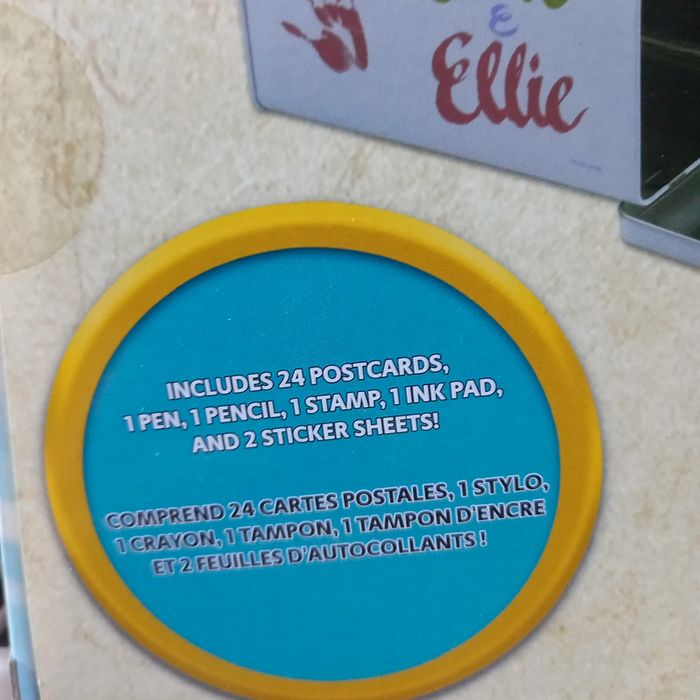 &
Ellie
INCLUDES 24 POSTCARDS,
1 PEN, 1 PENCIL, 1 STAMP, 1 INK PAD,
AND 2 STICKER SHEETS!
COMPREND 24 CARTES POSTALES, 1 STYLO,
1 CRAYON, 1 TAMPON, 1 TAMPON D'ENCRE
ET 2 FEUILLES D'AUTOCOLLANTS !